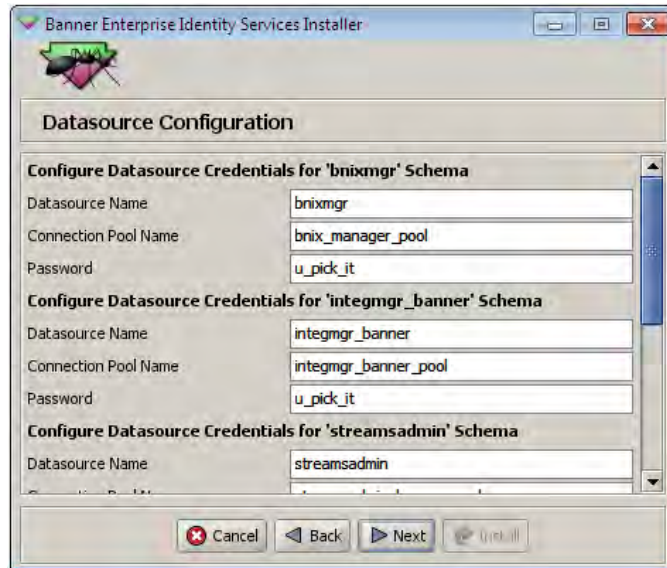 Banner Enterprise Identity Services Installer
Datasource Configuration
Configure Datasource Credentials for 'bnixmgr' Schema
Datasource Name bnixmgr
Connection Pool Name bnix_manager_pool
Password u_pick_it
Configure Datasource Credentials for 'integmgr_banner' Schema
Datasource Name integmgr_banner
Connection Pool Name integmgr_banner_pool
Password u_pick_it
Configure Datasource Credentials for 'streamsadmin' Schema
Datasource Name streamsadmin
Cancel Back Next Install